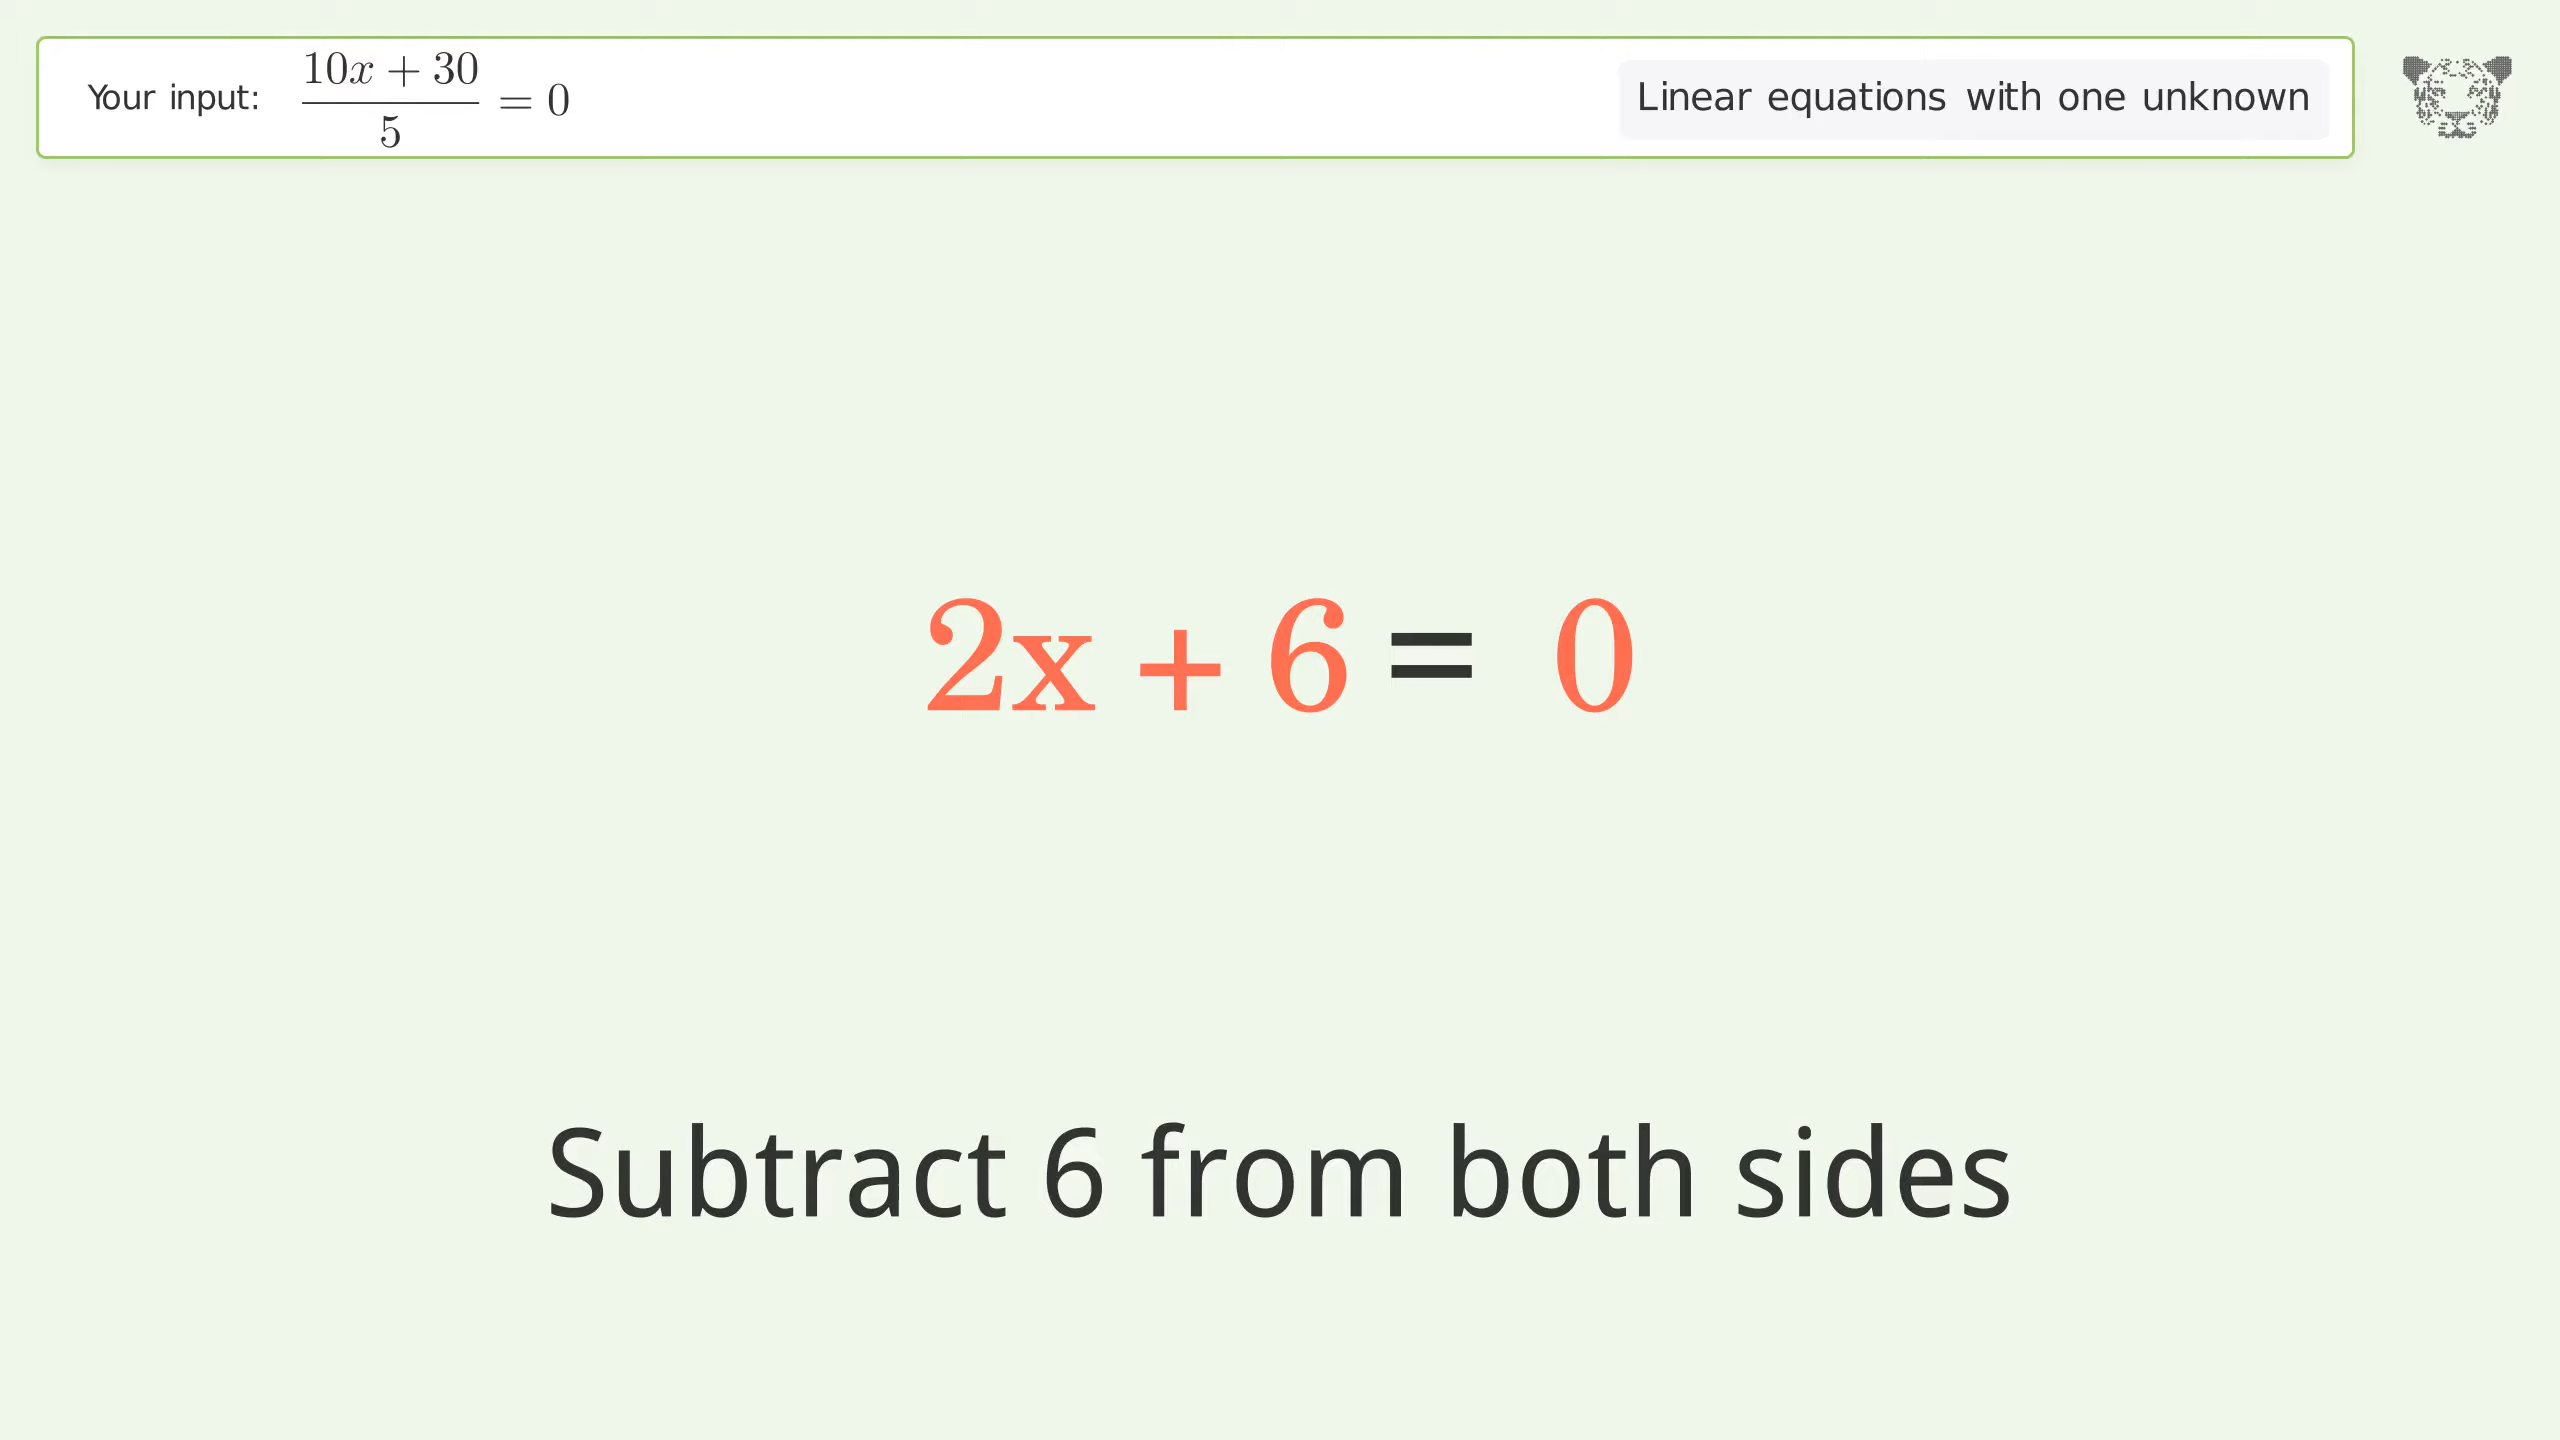 Your input: \frac{10x + 30}{5} = 0
Linear equations with one unknown
2x + 6 = 0
Subtract 6 from both sides